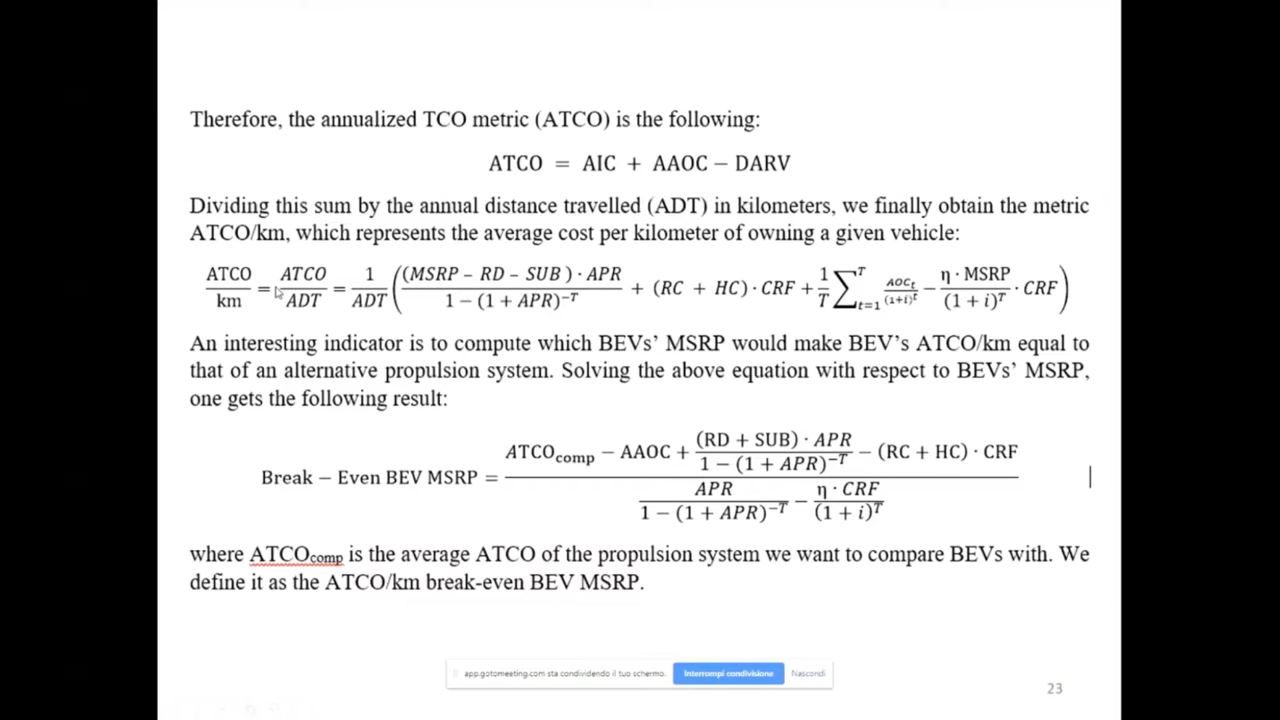 Therefore, the annualized TCO metric (ATCO) is the following:
ATCO = AIC + AAOC − DARV
Dividing this sum by the annual distance travelled (ADT) in kilometers, we finally obtain the metric
ATCO/km, which represents the average cost per kilometer of owning a given vehicle:
ATCO/km = ATCO/ADT = 1/ADT ((MSRP − RD − SUB) · APR / 1 − (1 + APR)^−T + (RC + HC) · CRF + 1/T ∑_{t=1}^T AOC_t/(1+i)^t − η · MSRP/(1 + i)^T · CRF)
An interesting indicator is to compute which BEVs’ MSRP would make BEV’s ATCO/km equal to
that of an alternative propulsion system. Solving the above equation with respect to BEVs’ MSRP,
one gets the following result:
Break − Even BEV MSRP = (ATCO_comp − AAOC + (RD + SUB) · APR / 1 − (1 + APR)^−T − (RC + HC) · CRF) / (APR / 1 − (1 + APR)^−T − η · CRF/(1 + i)^T)
where ATCOcomp is the average ATCO of the propulsion system we want to compare BEVs with. We
define it as the ATCO/km break-even BEV MSRP.
app.gotomeeting.com sta condividendo il tuo schermo. Interrompi condivisione Nascondi
23